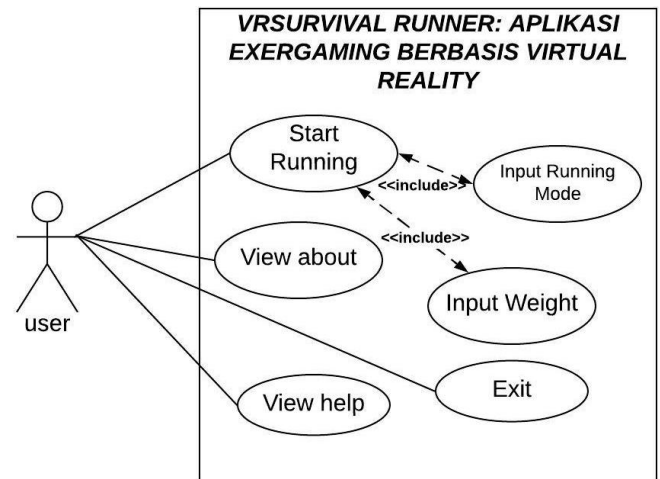 VRSURVIVAL RUNNER: APLIKASI
EXERGAMING BERBASIS VIRTUAL
REALITY
Start
Running
<<include>>
Input Running
Mode
<<include>>
View about
Input Weight
user
Exit
View help